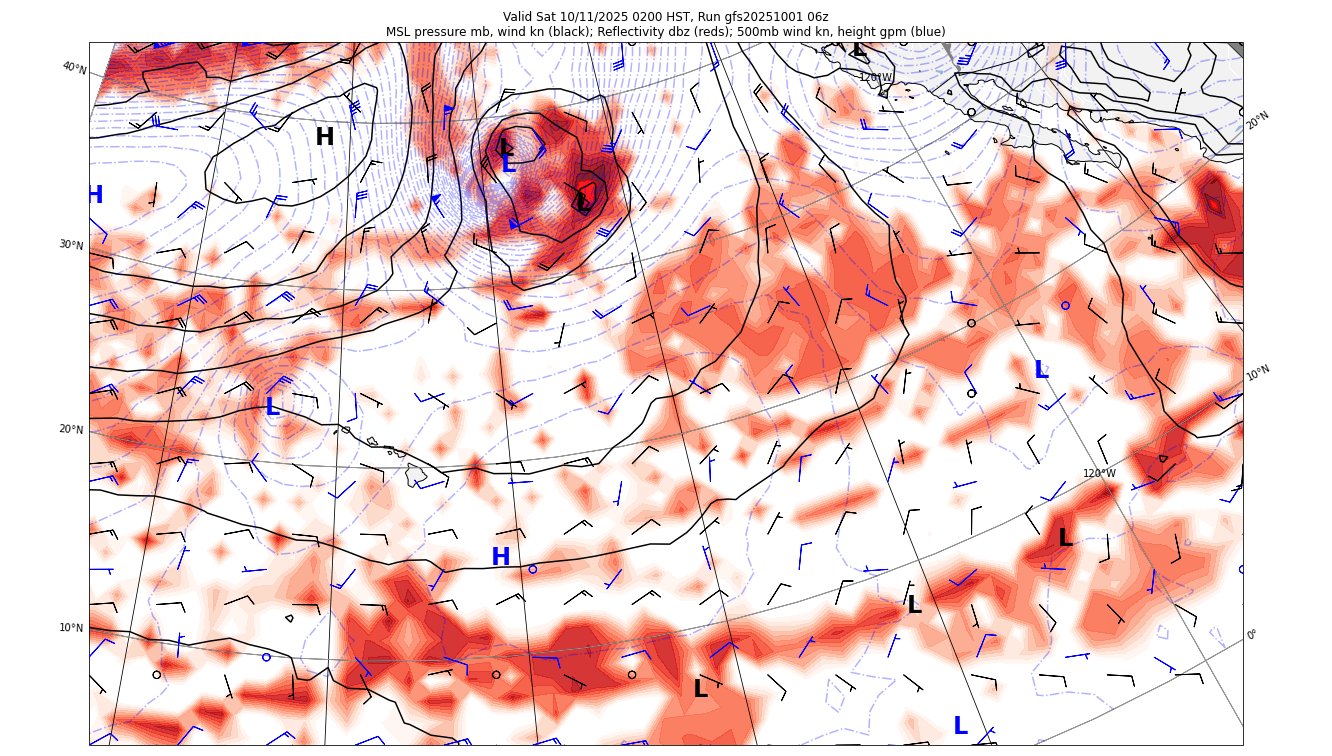 Valid Sat 10/11/2025 0200 HST, Run gfs20251001 06z
MSL pressure mb, wind kn (black); Reflectivity dbz (reds); 500mb wind kn, height gpm (blue)
L
40°N
120°W
20°N
H
L
L
H
L
30°N
L
10°N
L
20°N
120°W
L
H
L
10°N
0°
L
L